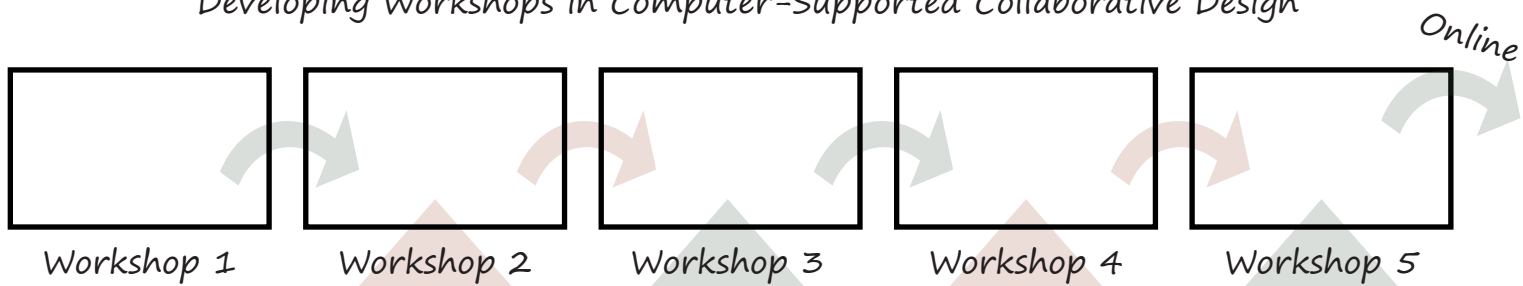 Developing Workshops in Computer-Supported Collaborative Design
Online
Workshop 1
Workshop 2
Workshop 3
Workshop 4
Workshop 5